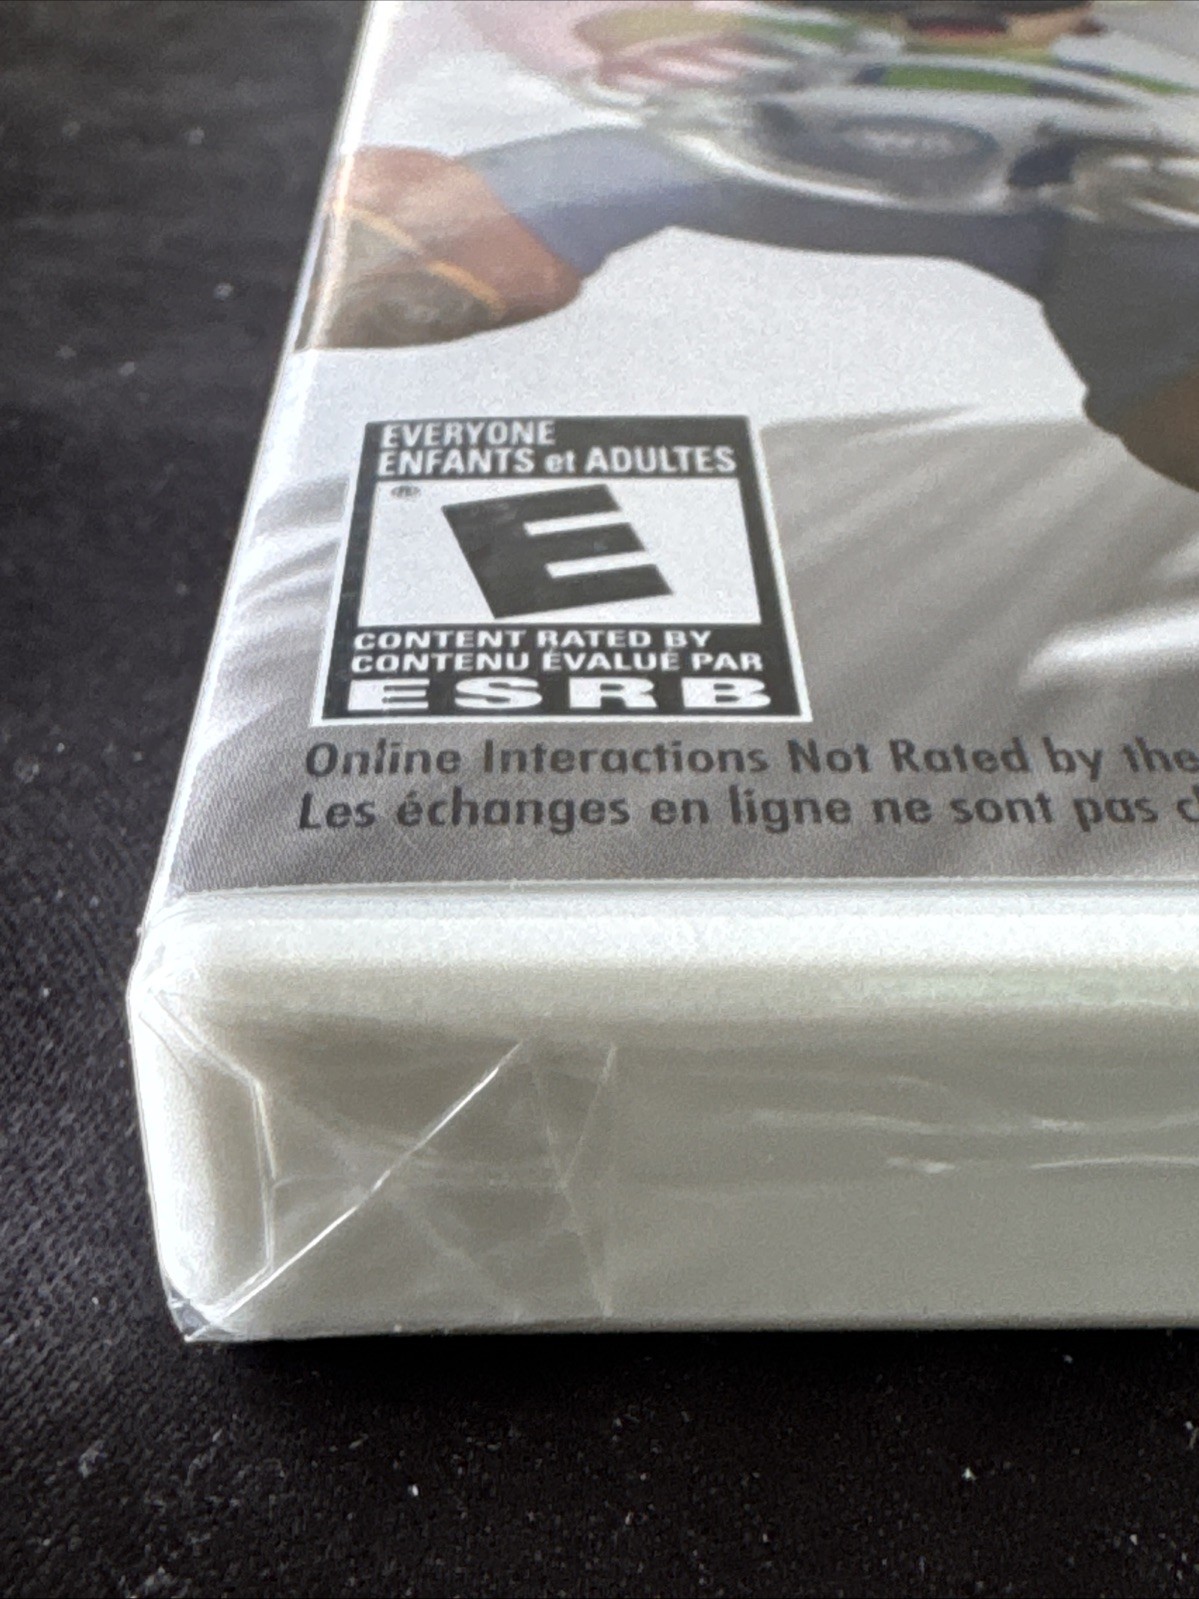 EVERYONE
ENFANTS et ADULTES
®
E
CONTENT RATED BY
CONTENU ÉVALUÉ PAR
ESRB
Online Interactions Not Rated by the
Les échanges en ligne ne sont pas